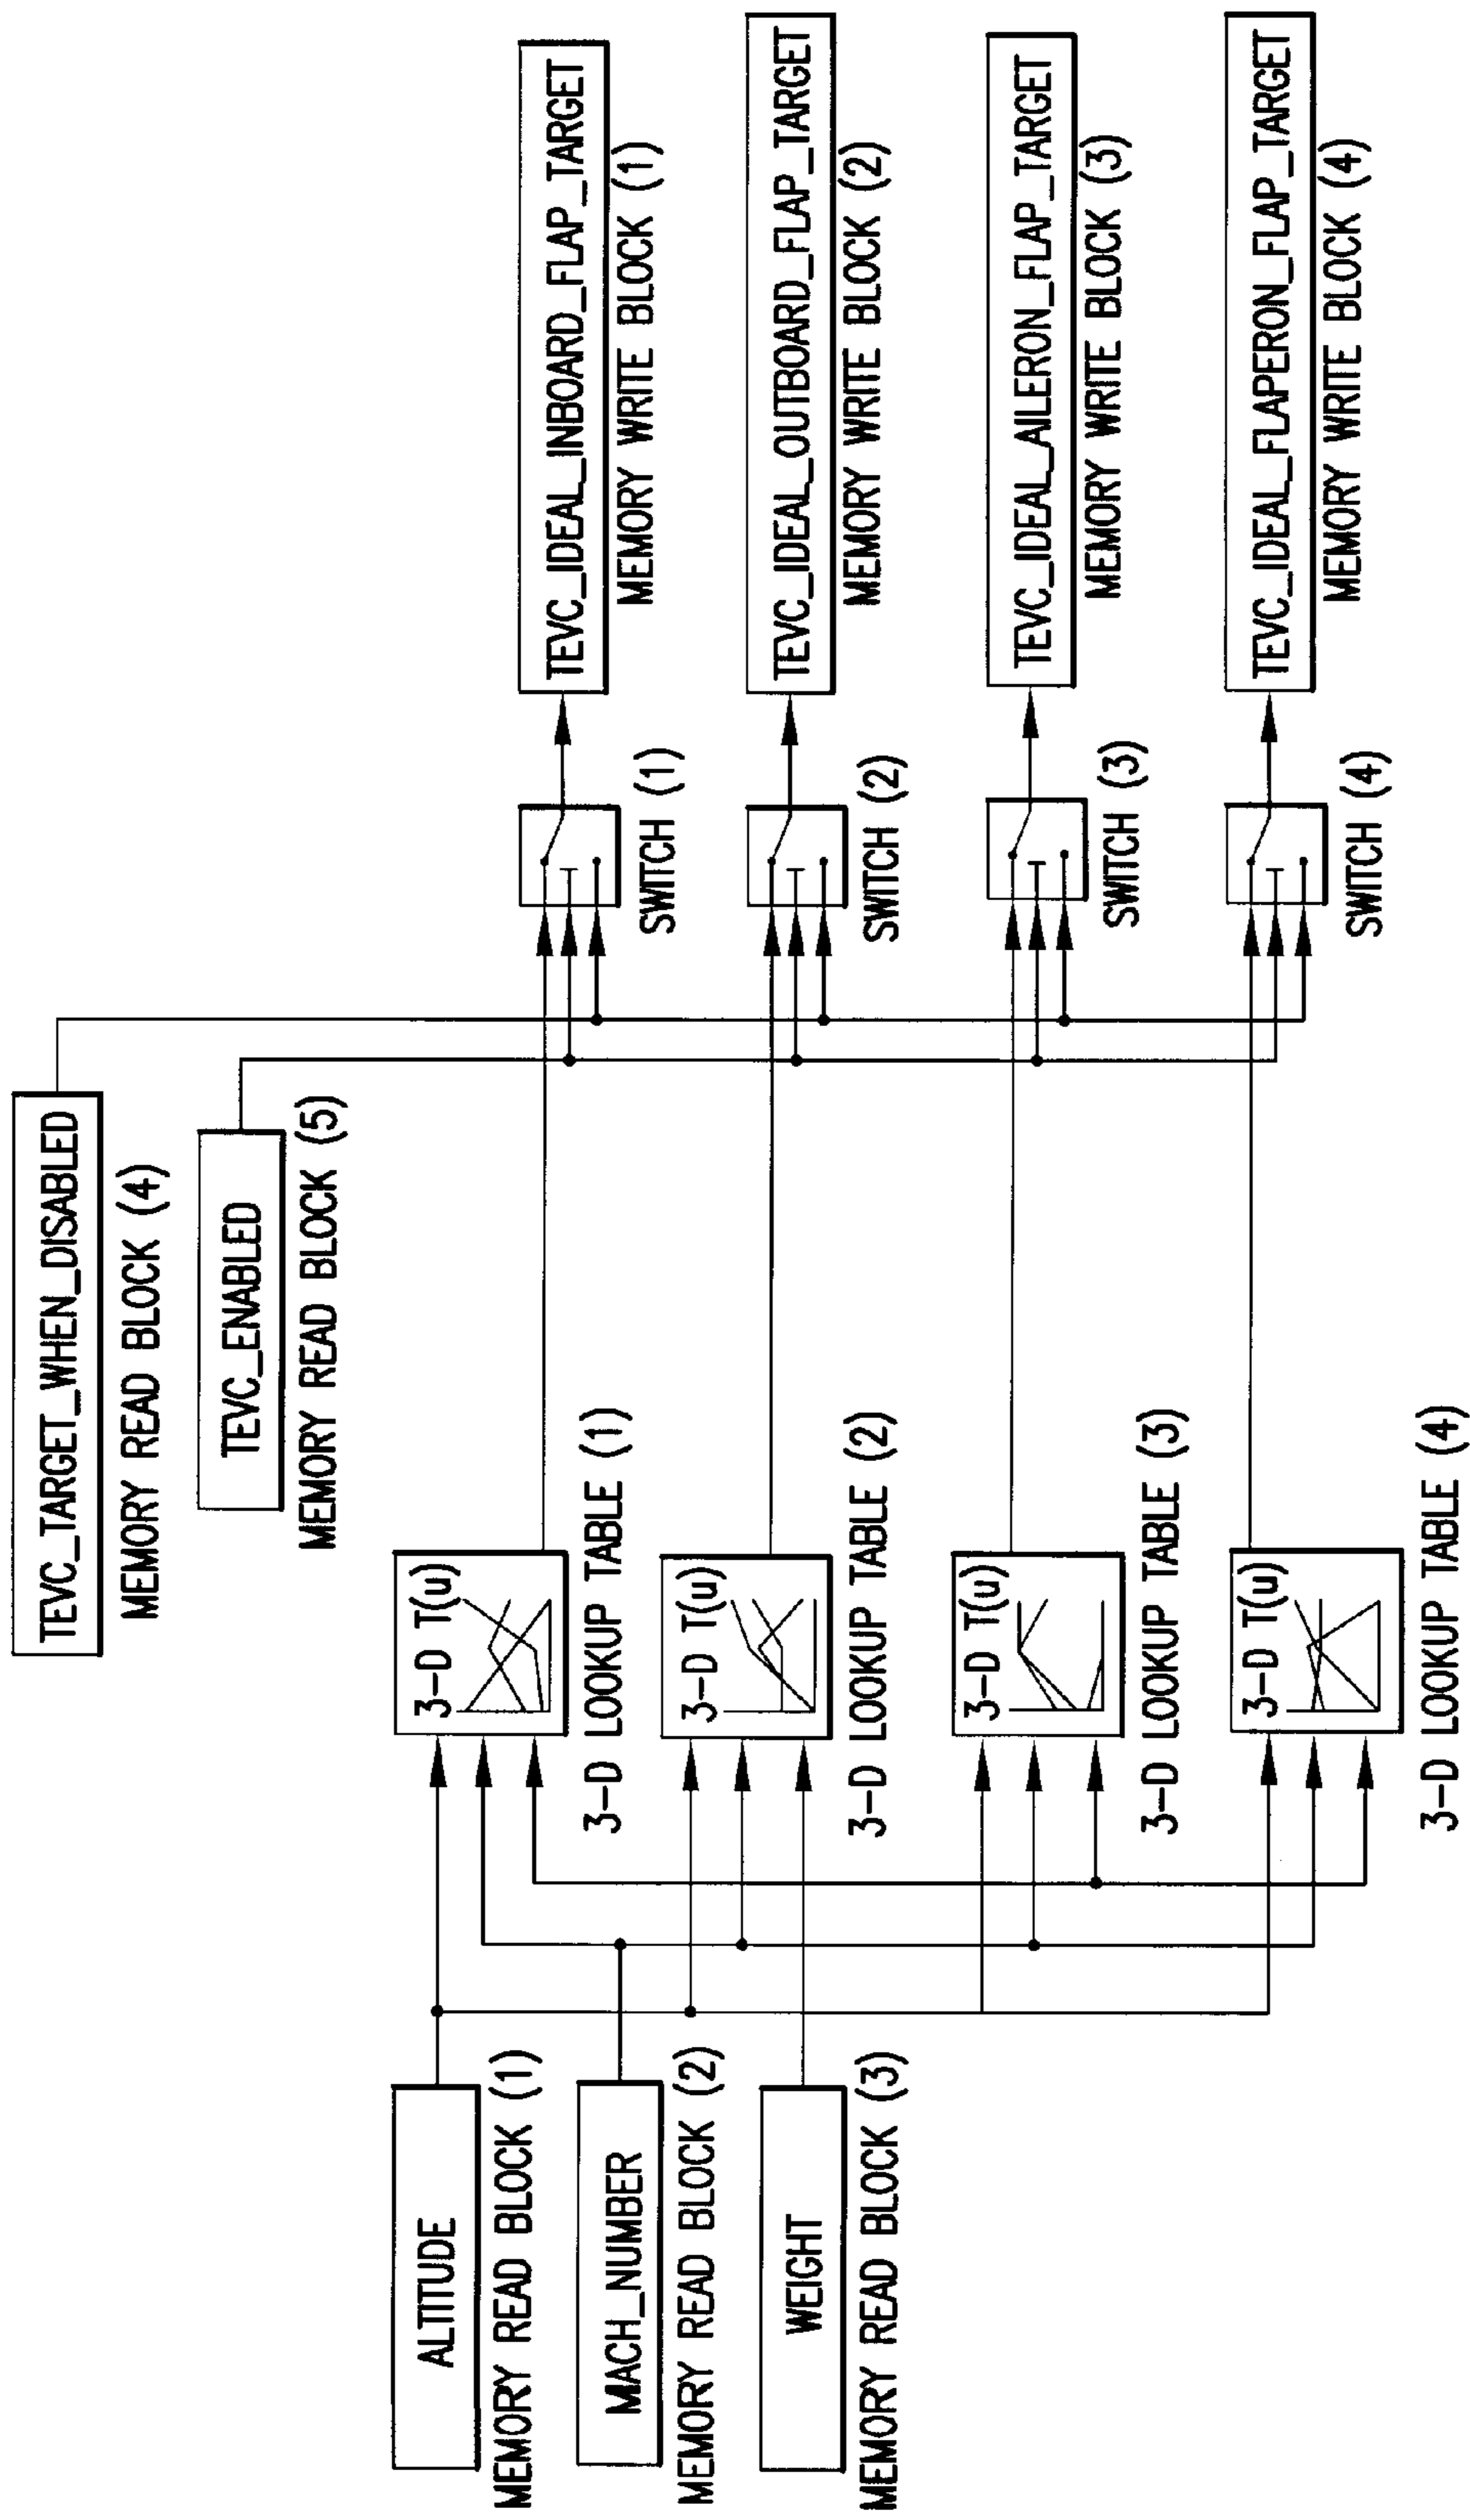 TEVC_TARGET_WHEN_DISABLED
MEMORY READ BLOCK (4)
TEVC_ENABLED
MEMORY READ BLOCK (5)
ALTITUDE
MEMORY READ BLOCK (1)
3-D T(u)
3-D LOOKUP TABLE (1)
SWITCH (1)
TEVC_IDEAL_INBOARD_FLAP_TARGET
MEMORY WRITE BLOCK (1)
MACH_NUMBER
MEMORY READ BLOCK (2)
3-D T(u)
3-D LOOKUP TABLE (2)
SWITCH (2)
TEVC_IDEAL_OUTBOARD_FLAP_TARGET
MEMORY WRITE BLOCK (2)
WEIGHT
MEMORY READ BLOCK (3)
3-D T(u)
3-D LOOKUP TABLE (3)
SWITCH (3)
TEVC_IDEAL_AILERON_FLAP_TARGET
MEMORY WRITE BLOCK (3)
3-D T(u)
3-D LOOKUP TABLE (4)
SWITCH (4)
TEVC_IDEAL_FLAPERON_FLAP_TARGET
MEMORY WRITE BLOCK (4)